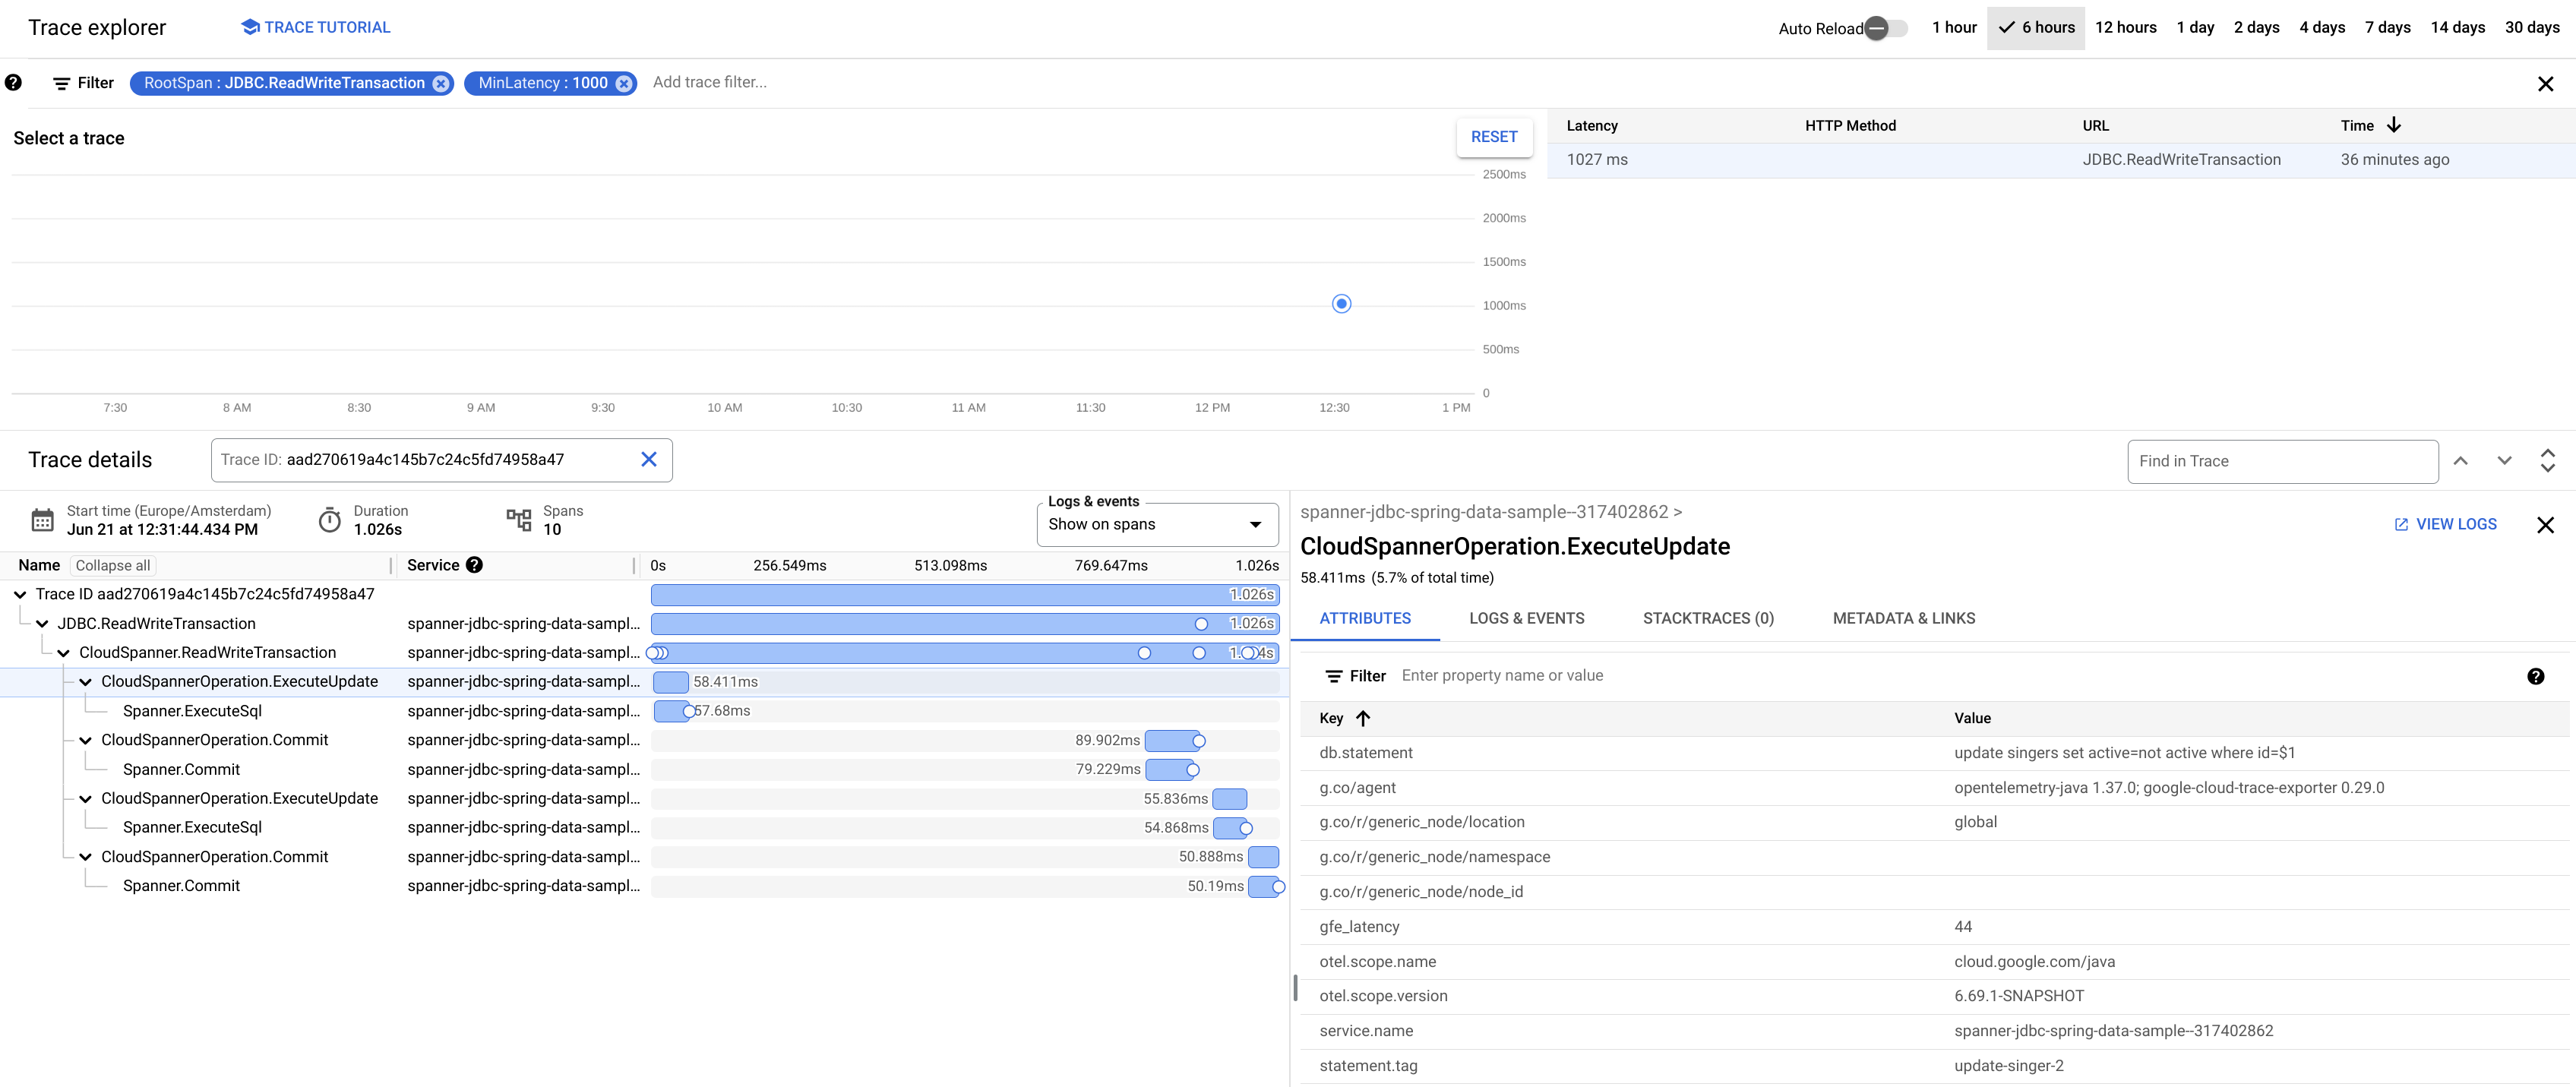 Trace explorer TRACE TUTORIAL Auto Reload 1 hour 6 hours 12 hours 1 day 2 days 4 days 7 days 14 days 30 days
Filter RootSpan : JDBC.ReadWriteTransaction MinLatency : 1000 Add trace filter...
Select a trace RESET
Latency HTTP Method URL Time
1027 ms JDBC.ReadWriteTransaction 36 minutes ago
2500ms
2000ms
1500ms
1000ms
500ms
0
7:30 8 AM 8:30 9 AM 9:30 10 AM 10:30 11 AM 11:30 12 PM 12:30 1 PM
Trace details Trace ID: aad270619a4c145b7c24c5fd74958a47 Find in Trace
Start time (Europe/Amsterdam) Duration Spans
Jun 21 at 12:31:44.434 PM 1.026s 10
Logs & events
Show on spans
Name Collapse all Service 0s 256.549ms 513.098ms 769.647ms 1.026s
Trace ID aad270619a4c145b7c24c5fd74958a47 1.026s
JDBC.ReadWriteTransaction spanner-jdbc-spring-data-sampl... 1.026s
CloudSpanner.ReadWriteTransaction spanner-jdbc-spring-data-sampl...
CloudSpannerOperation.ExecuteUpdate spanner-jdbc-spring-data-sampl... 58.411ms
Spanner.ExecuteSql spanner-jdbc-spring-data-sampl... 57.68ms
CloudSpannerOperation.Commit spanner-jdbc-spring-data-sampl... 89.902ms
Spanner.Commit spanner-jdbc-spring-data-sampl... 79.229ms
CloudSpannerOperation.ExecuteUpdate spanner-jdbc-spring-data-sampl... 55.836ms
Spanner.ExecuteSql spanner-jdbc-spring-data-sampl... 54.868ms
CloudSpannerOperation.Commit spanner-jdbc-spring-data-sampl... 50.888ms
Spanner.Commit spanner-jdbc-spring-data-sampl... 50.19ms
spanner-jdbc-spring-data-sample--317402862 >
VIEW LOGS
CloudSpannerOperation.ExecuteUpdate
58.411ms (5.7% of total time)
ATTRIBUTES LOGS & EVENTS STACKTRACES (0) METADATA & LINKS
Filter Enter property name or value
Key Value
db.statement update singers set active=not active where id=$1
g.co/agent opentelemetry-java 1.37.0; google-cloud-trace-exporter 0.29.0
g.co/r/generic_node/location global
g.co/r/generic_node/namespace
g.co/r/generic_node/node_id
gfe_latency 44
otel.scope.name cloud.google.com/java
otel.scope.version 6.69.1-SNAPSHOT
service.name spanner-jdbc-spring-data-sample--317402862
statement.tag update-singer-2